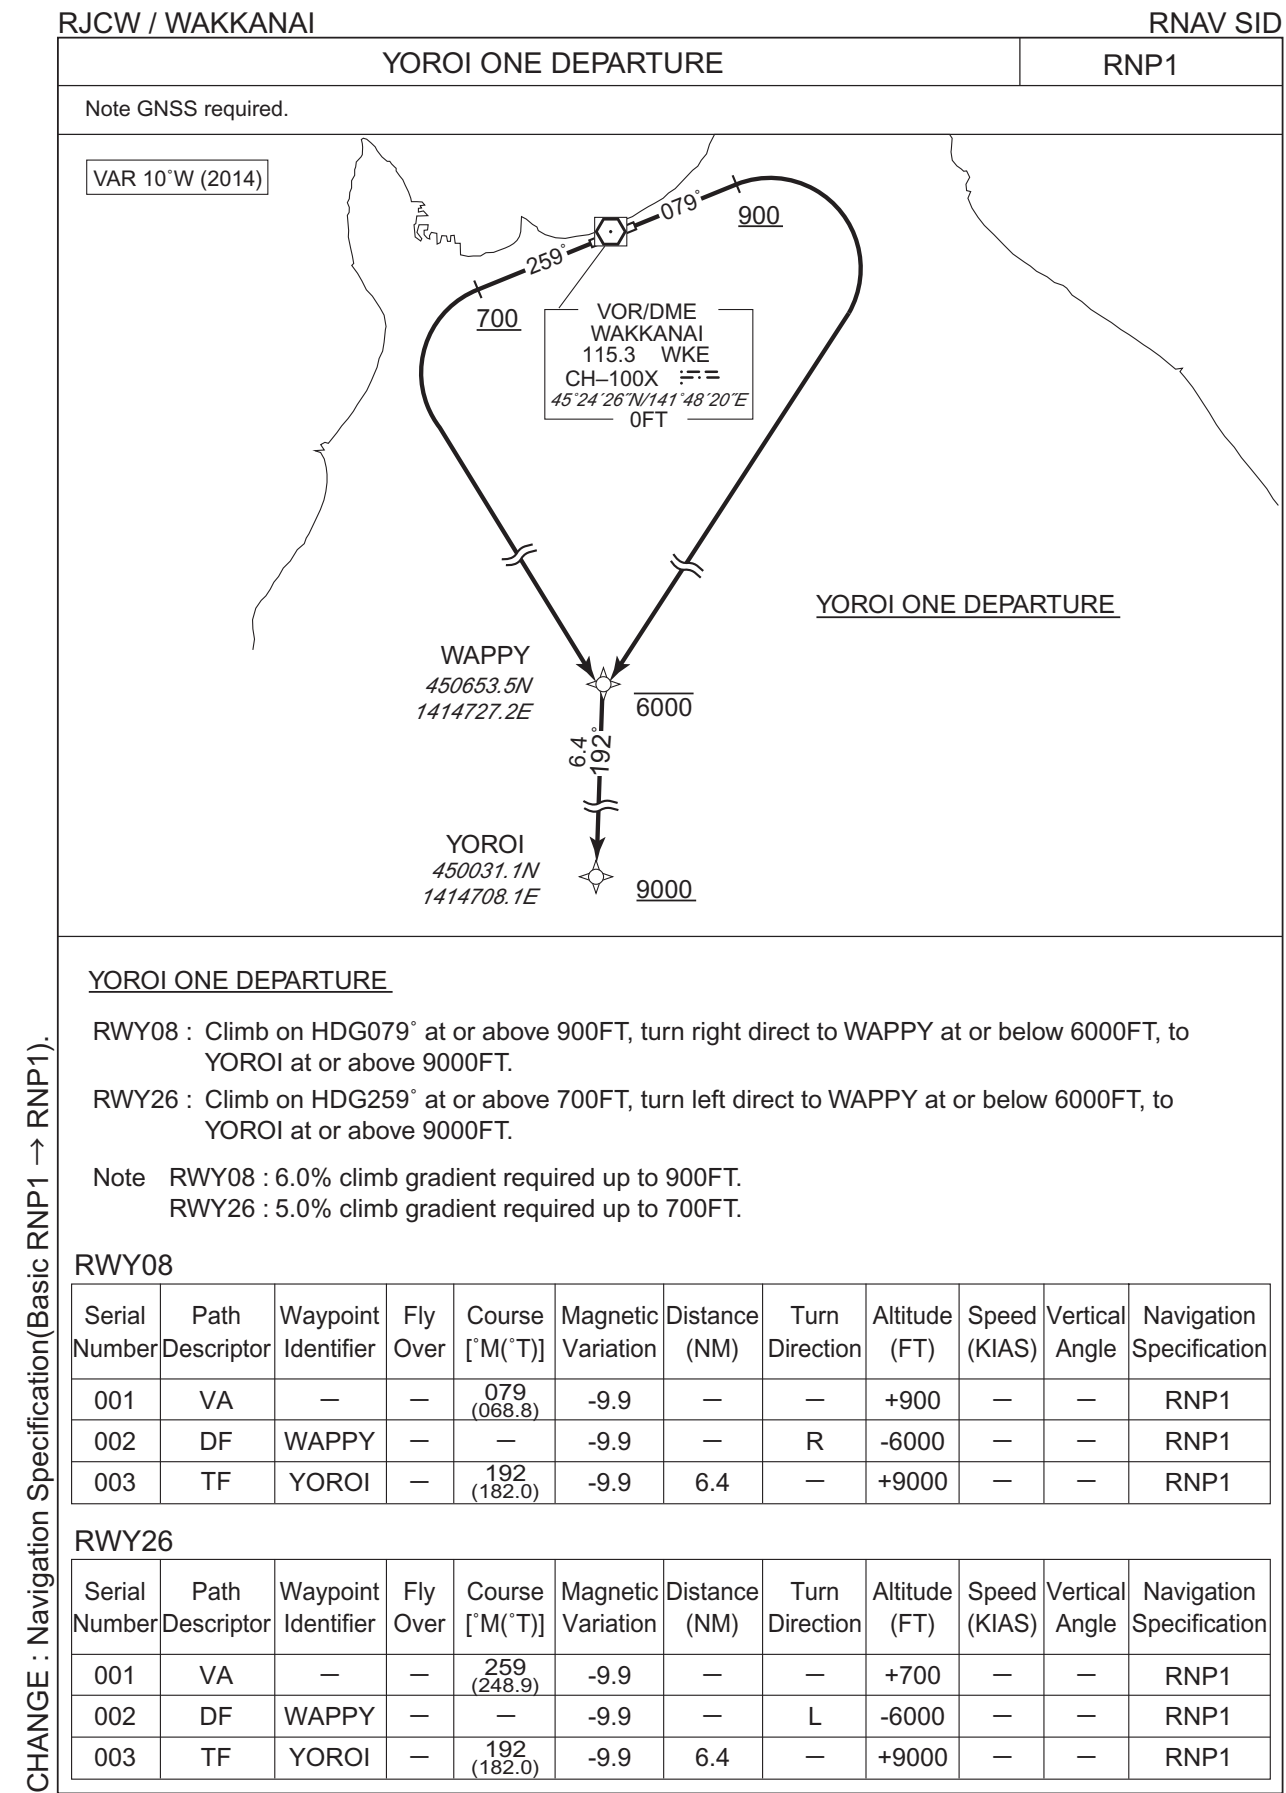 RJCW / WAKKANAI RNAV SID
YOROI ONE DEPARTURE RNP1
Note GNSS required.
VAR 10˚W (2014)
079˚
900
259˚
700
VOR/DME
WAKKANAI
115.3 WKE
CH–100X
45˚24´26˝N/141˚48´20˝E
0FT
YOROI ONE DEPARTURE
WAPPY
450653.5N
1414727.2E
6000
6.4
192˚
YOROI
450031.1N
1414708.1E
9000
YOROI ONE DEPARTURE
RWY08 : Climb on HDG079˚ at or above 900FT, turn right direct to WAPPY at or below 6000FT, to
YOROI at or above 9000FT.
RWY26 : Climb on HDG259˚ at or above 700FT, turn left direct to WAPPY at or below 6000FT, to
YOROI at or above 9000FT.
Note RWY08 : 6.0% climb gradient required up to 900FT.
RWY26 : 5.0% climb gradient required up to 700FT.
RWY08
Serial Path Waypoint Fly Course Magnetic Distance Turn Altitude Speed Vertical Navigation
Number Descriptor Identifier Over [˚M(˚T)] Variation (NM) Direction (FT) (KIAS) Angle Specification
001 VA — — 079 (068.8) -9.9 — — +900 — — RNP1
002 DF WAPPY — — -9.9 — R -6000 — — RNP1
003 TF YOROI — 192 (182.0) -9.9 6.4 — +9000 — — RNP1
RWY26
Serial Path Waypoint Fly Course Magnetic Distance Turn Altitude Speed Vertical Navigation
Number Descriptor Identifier Over [˚M(˚T)] Variation (NM) Direction (FT) (KIAS) Angle Specification
001 VA — — 259 (248.9) -9.9 — — +700 — — RNP1
002 DF WAPPY — — -9.9 — L -6000 — — RNP1
003 TF YOROI — 192 (182.0) -9.9 6.4 — +9000 — — RNP1
CHANGE : Navigation Specification(Basic RNP1 → RNP1).